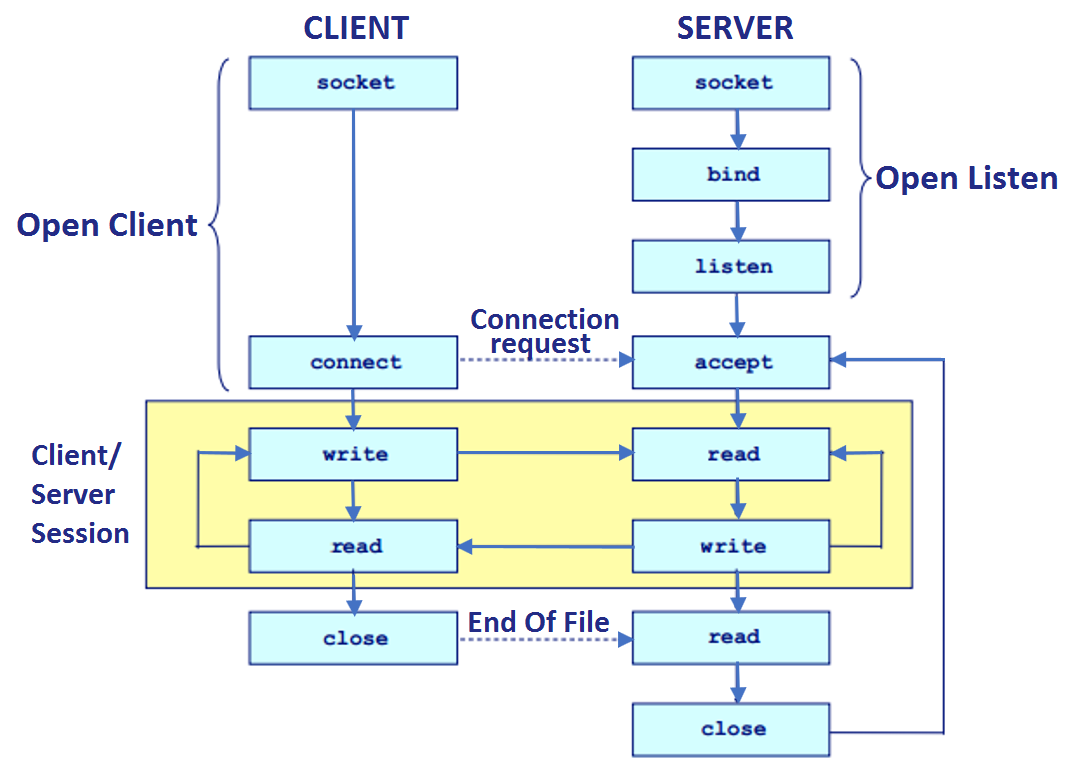 CLIENT
SERVER
socket
socket
bind
Open Listen
Open Client
listen
Connection
request
connect
accept
Client/
Server
Session
write
read
read
write
End Of File
close
read
close